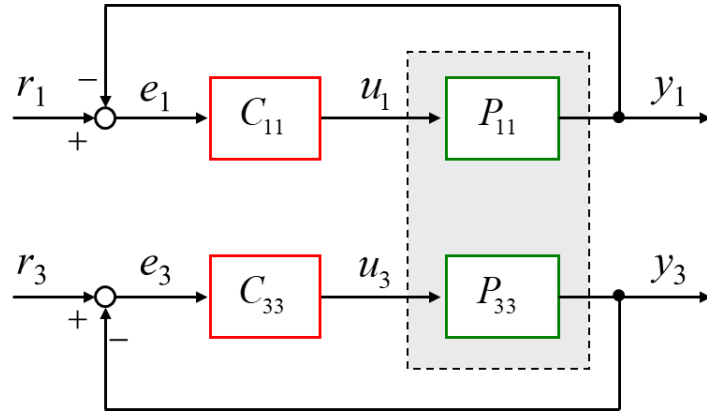 r₁ − e₁ C₁₁ u₁ P₁₁ y₁
+
r₃ e₃ C₃₃ u₃ P₃₃ y₃
+ −